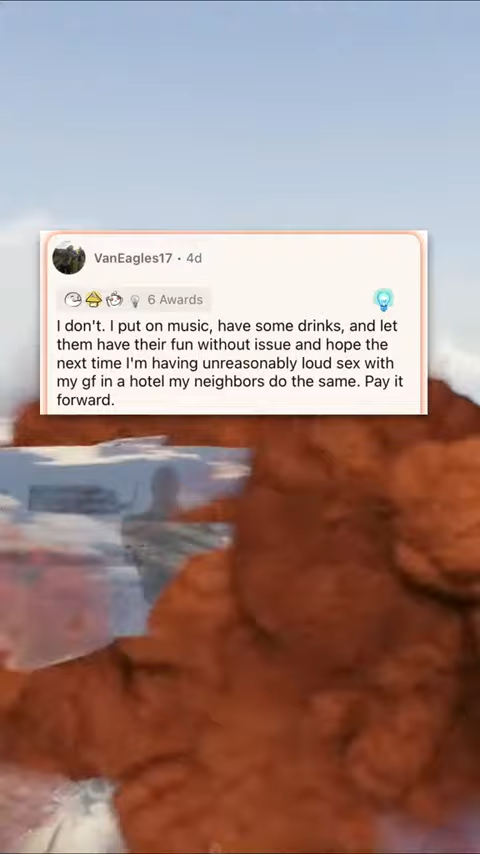 VanEagles17 · 4d
6 Awards
I don't. I put on music, have some drinks, and let
them have their fun without issue and hope the
next time I'm having unreasonably loud sex with
my gf in a hotel my neighbors do the same. Pay it
forward.